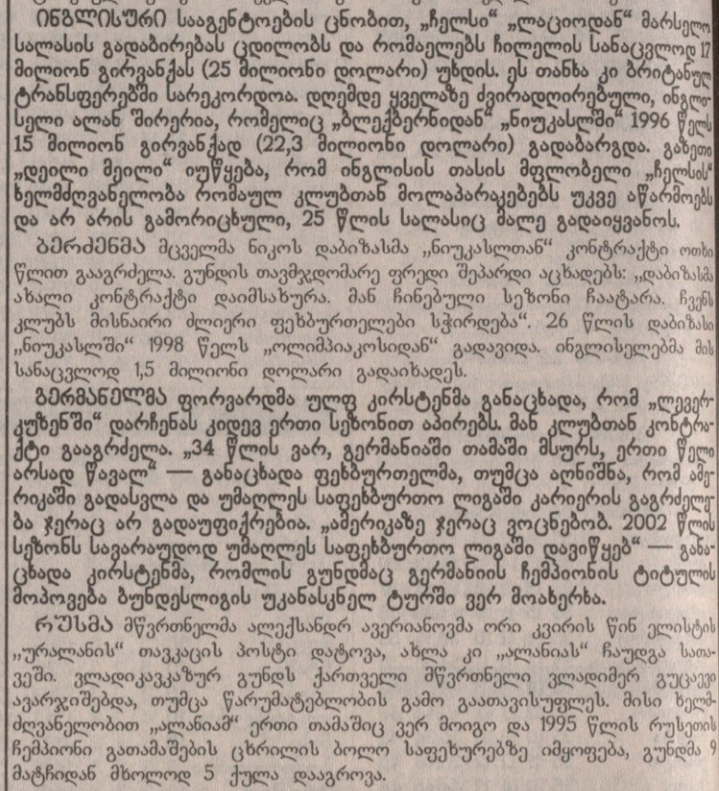 ინგლისური სააგენტოების ცნობით, „ჩელსი“ „ლაციოდან“ მარსელო
სალასის გადაბირებას ცდილობს და რომაელებს ჩილელის სანაცვლოდ 17
მილიონ გირვანქას (25 მილიონი დოლარი) უხდის. ეს თანხა კი ბრიტანულ
ტრანსფერებში სარეკორდოა. დღემდე ყველაზე ძვირადღირებული, ინგლი-
სელი ალან შირერია, რომელიც „ბლექბერნიდან“ „ნიუკასლში“ 1996 წელს
15 მილიონ გირვანქად (22,3 მილიონი დოლარი) გადაბარგდა. გაზეთი
„დეილი მეილი“ იუწყება, რომ ინგლისის თასის მფლობელი „ჩელსის“
ხელმძღვანელობა რომაულ კლუბთან მოლაპარაკებებს უკვე აწარმოებს
და არ არის გამორიცხული, 25 წლის სალასიც მალე გადაიყვანოს.
ბერძენმა მცველმა ნიკოს დაბიზასმა „ნიუკასლთან“ კონტრაქტი ოთხი
წლით გააგრძელა. გუნდის თავმჯდომარე ფრედი შეპარდი აცხადებს: „დაბიზასმა
ახალი კონტრაქტი დაიმსახურა. მან ჩინებული სეზონი ჩაატარა. ჩვენს
კლუბს მისნაირი ძლიერი ფეხბურთელები სჭირდება“. 26 წლის დაბიზასი
„ნიუკასლში“ 1998 წელს „ოლიმპიაკოსიდან“ გადავიდა. ინგლისელებმა მის
სანაცვლოდ 1,5 მილიონი დოლარი გადაიხადეს.
გერმანელმა ფორვარდმა ულფ კირსტენმა განაცხადა, რომ „ლევერ-
კუზენში“ დარჩენას კიდევ ერთი სეზონით აპირებს. მან კლუბთან კონტრა-
ქტი გააგრძელა. „34 წლის ვარ, გერმანიაში თამაში მსურს, ერთი წელი
არსად წავალ“ — განაცხადა ფეხბურთელმა, თუმცა აღნიშნა, რომ ამე-
რიკაში გადასვლა და უმაღლეს საფეხბურთო ლიგაში კარიერის გაგრძელე-
ბა ჯერაც არ გადაუფიქრებია. „ამერიკაზე ჯერაც ვოცნებობ. 2002 წლის
სეზონს სავარაუდოდ უმაღლეს საფეხბურთო ლიგაში დავიწყებ“ — განა-
ცხადა კირსტენმა, რომლის გუნდმაც გერმანიის ჩემპიონის ტიტულის
მოპოვება ბუნდესლიგის უკანასკნელ ტურში ვერ მოახერხა.
რუსმა მწვრთნელმა ალექსანდრ ავერიანოვმა ორი კვირის წინ ელისტის
„ურალანის“ თავკაცის პოსტი დატოვა, ახლა კი „ალანიას“ ჩაუდგა სათა-
ვეში. ვლადიკავკაზურ გუნდს ქართველი მწვრთნელი ვლადიმერ გუცაევი
ავარჯიშებდა, თუმცა წარუმატებლობის გამო გაათავისუფლეს. მისი ხელმ-
ძღვანელობით „ალანიამ“ ერთი თამაშიც ვერ მოიგო და 1995 წლის რუსეთის
ჩემპიონი გათამაშების ცხრილის ბოლო საფეხურებზე იმყოფება, გუნდმა 9
მატჩიდან მხოლოდ 5 ქულა დააგროვა.